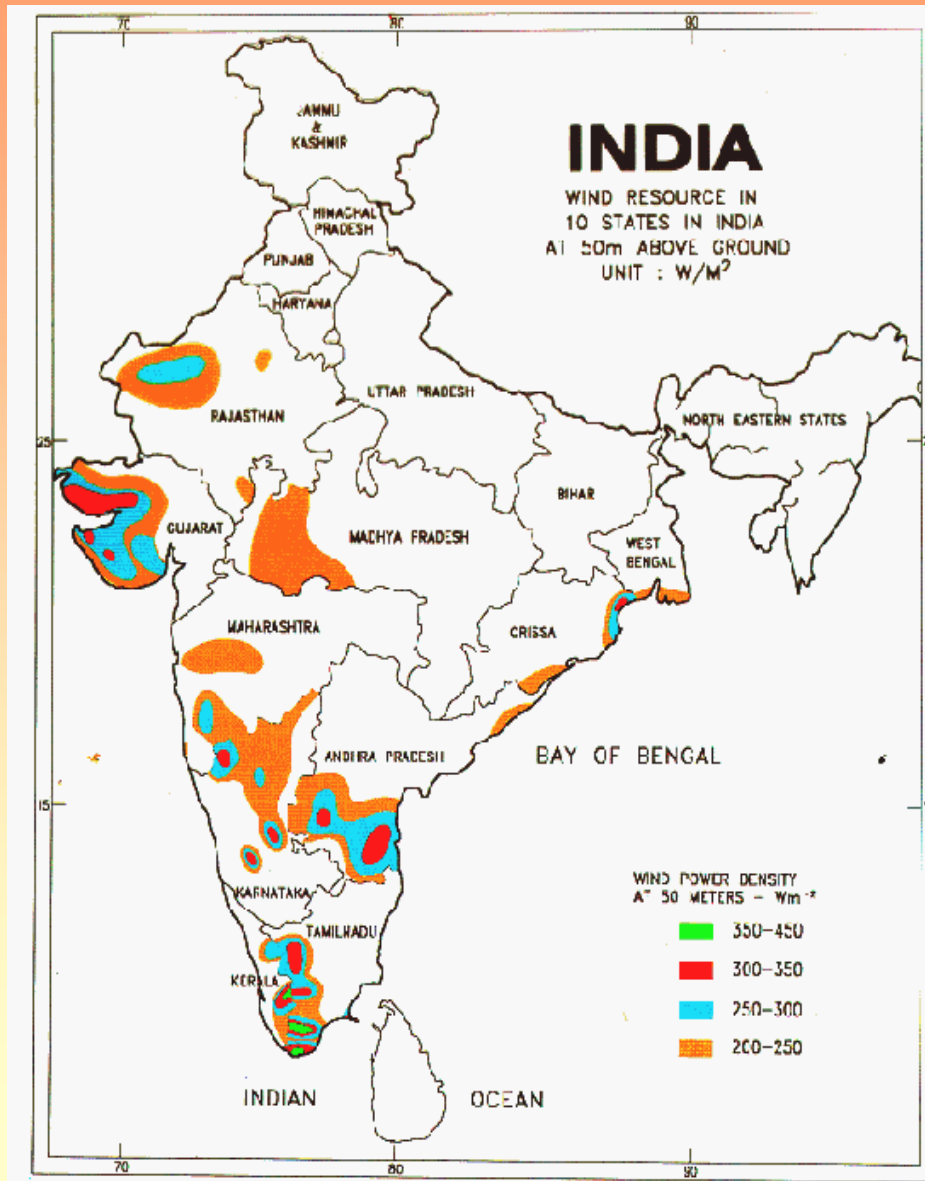 70 80 90
JAMMU
&
KASHMIR
INDIA
WIND RESOURCE IN
10 STATES IN INDIA
AT 50m ABOVE GROUND
UNIT : W/M²
HIMACHAL
PRADESH
PUNJAB
HARYANA
UTTAR PRADESH
RAJASTHAN
NORTH EASTERN STATES
25
BIHAR
GUJARAT
MADHYA PRADESH
WEST
BENGAL
MAHARASHTRA
CRISSA
ANDHRA PRADESH
BAY OF BENGAL
15
WIND POWER DENSITY
AT 50 METERS - Wm⁻²
KARNATAKA
TAMILNADU
350-450
300-350
KERALA
250-300
200-250
INDIAN OCEAN
70 80 90